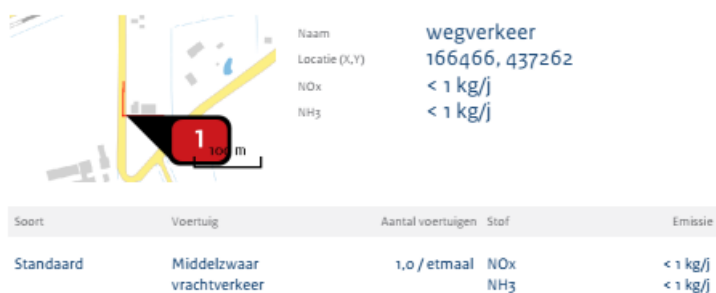 Naam wegverkeer
Locatie (X,Y) 166466, 437262
NOx < 1 kg/j
NH3 < 1 kg/j
1
100 m
Soort Voertuig Aantal voertuigen Stof Emissie
Standaard Middelzwaar 1,0 / etmaal NOx < 1 kg/j
vrachtverkeer NH3 < 1 kg/j